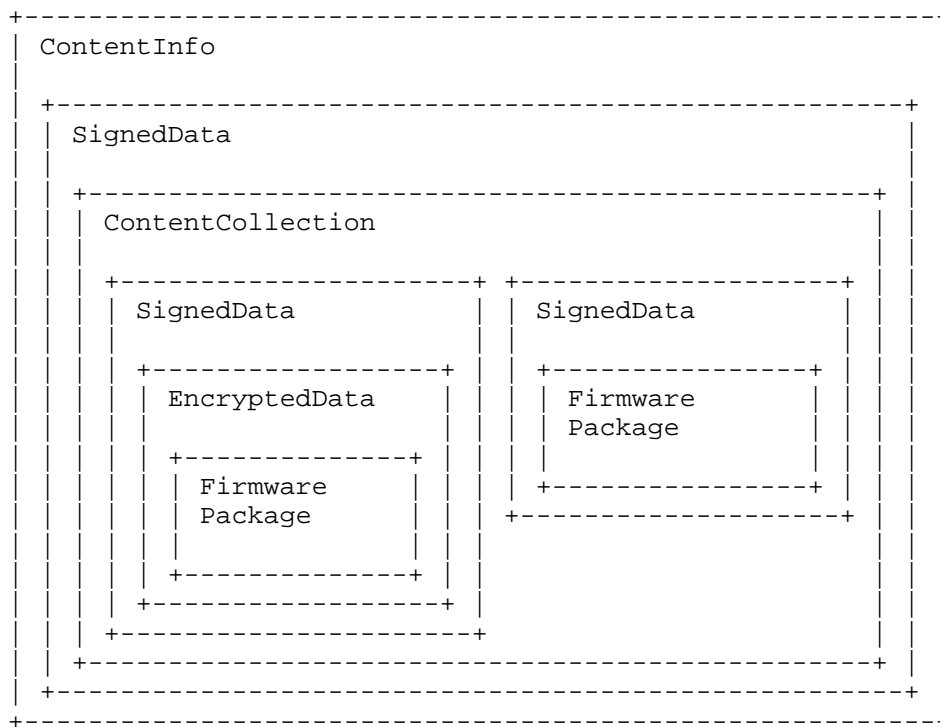 ContentInfo
SignedData
ContentCollection
SignedData SignedData
EncryptedData Firmware
Package
Firmware
Package